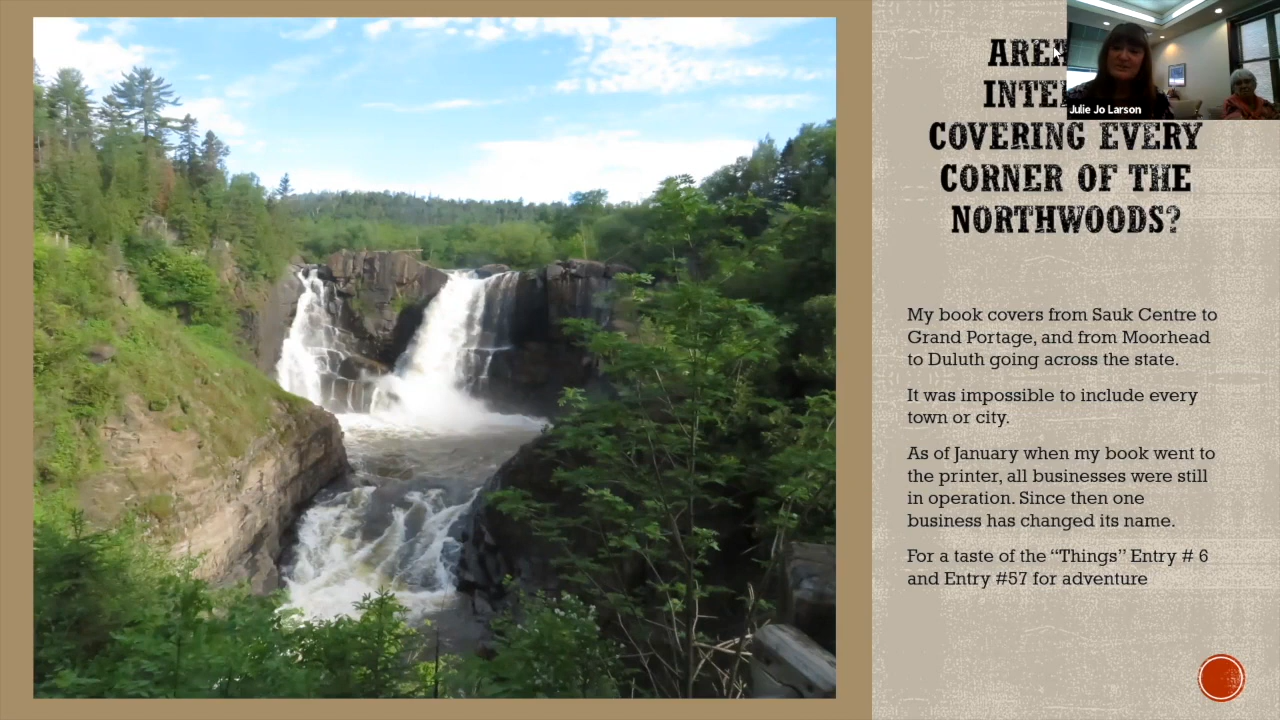 COVERING EVERY
CORNER OF THE
NORTHWOODS?
Julie Jo Larson
My book covers from Sauk Centre to
Grand Portage, and from Moorhead
to Duluth going across the state.
It was impossible to include every
town or city.
As of January when my book went to
the printer, all businesses were still
in operation. Since then one
business has changed its name.
For a taste of the “Things” Entry # 6
and Entry #57 for adventure